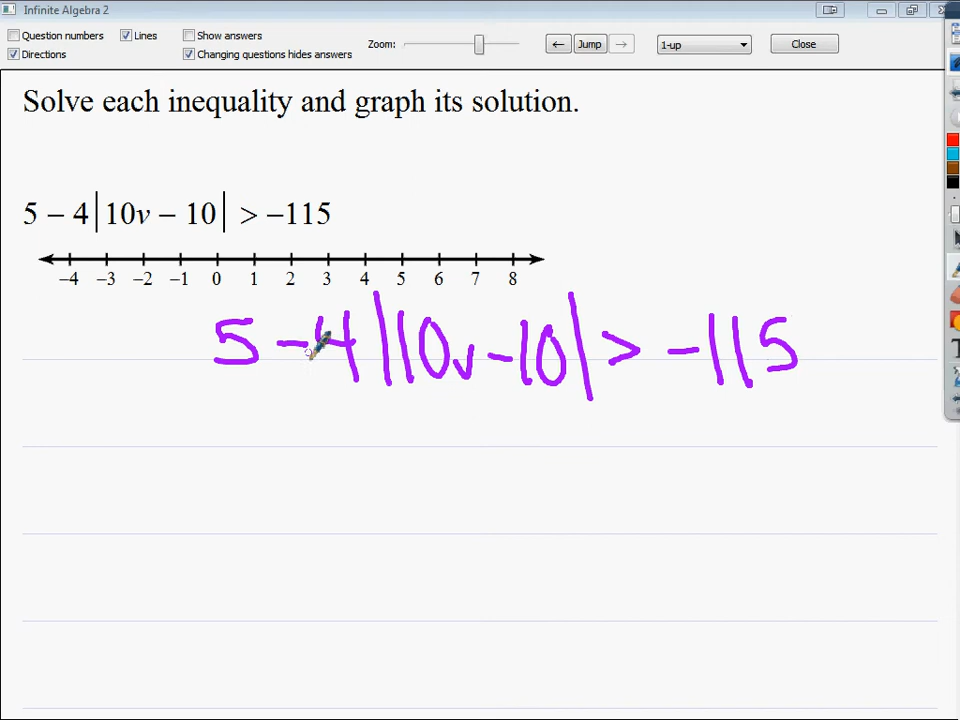 Infinite Algebra 2
Question numbers Lines Show answers Zoom: ← Jump → 1-up Close
Directions Changing questions hides answers
Solve each inequality and graph its solution.
5 − 4|10v − 10| > −115
−4 −3 −2 −1 0 1 2 3 4 5 6 7 8
5 -4|10v -10| > -115